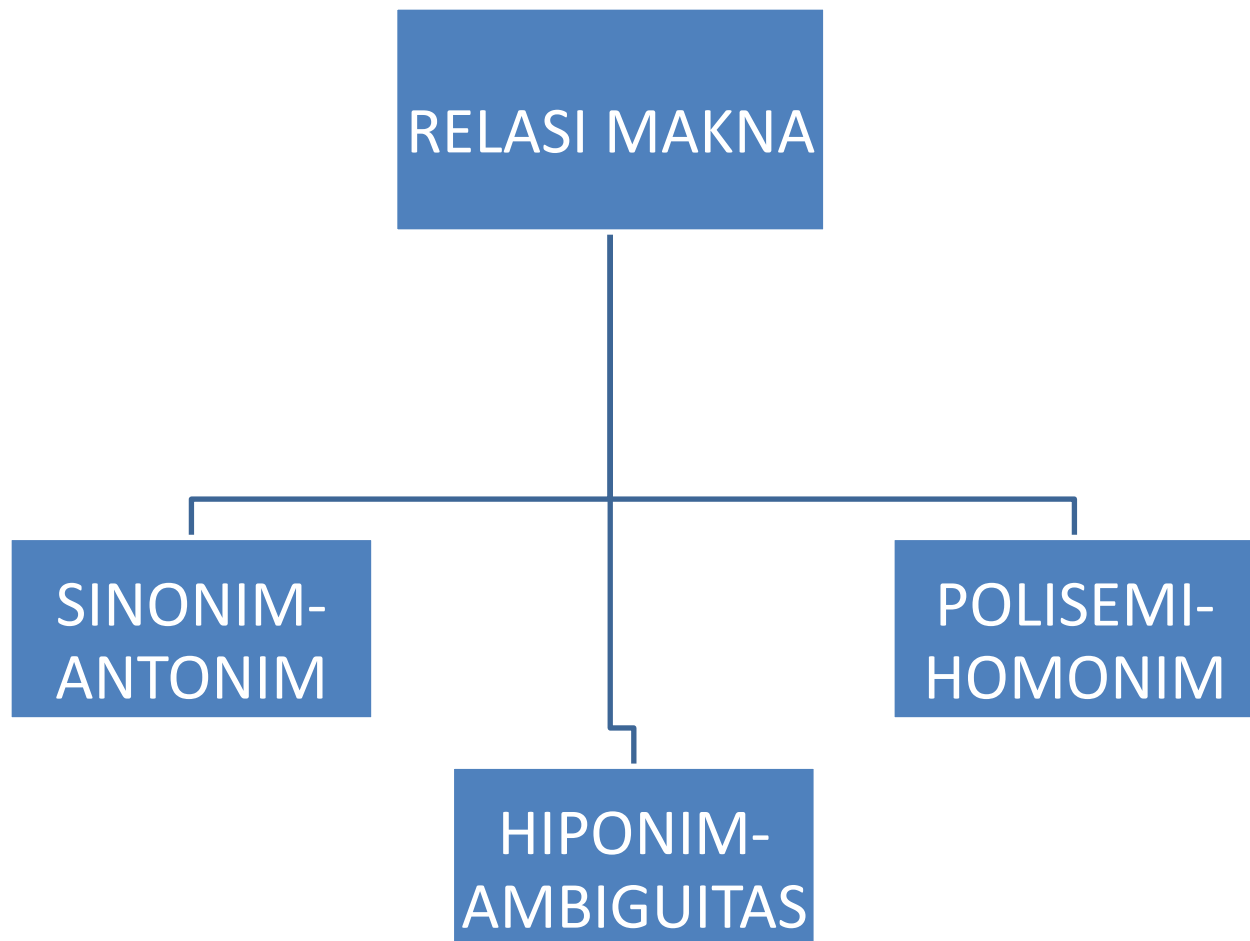 RELASI MAKNA
SINONIM-
ANTONIM
POLISEMI-
HOMONIM
HIPONIM-
AMBIGUITAS